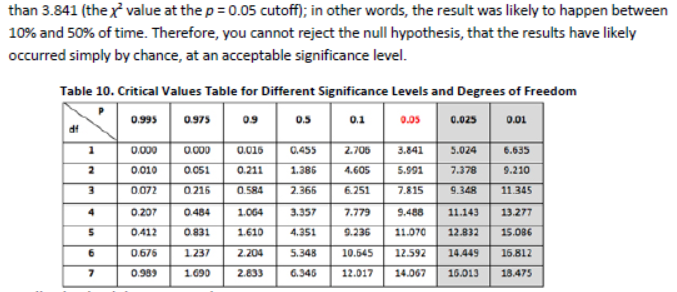 than 3.841 (the χ² value at the p = 0.05 cutoff); in other words, the result was likely to happen between
10% and 50% of time. Therefore, you cannot reject the null hypothesis, that the results have likely
occurred simply by chance, at an acceptable significance level.
Table 10. Critical Values Table for Different Significance Levels and Degrees of Freedom
P df 0.995 0.975 0.9 0.5 0.1 0.05 0.025 0.01
1 0.000 0.000 0.016 0.455 2.706 3.841 5.024 6.635
2 0.010 0.051 0.211 1.386 4.605 5.991 7.378 9.210
3 0.072 0.216 0.584 2.366 6.251 7.815 9.348 11.345
4 0.207 0.484 1.064 3.357 7.779 9.488 11.143 13.277
5 0.412 0.831 1.610 4.351 9.236 11.070 12.832 15.086
6 0.676 1.237 2.204 5.348 10.645 12.592 14.449 16.812
7 0.989 1.690 2.833 6.346 12.017 14.067 16.013 18.475